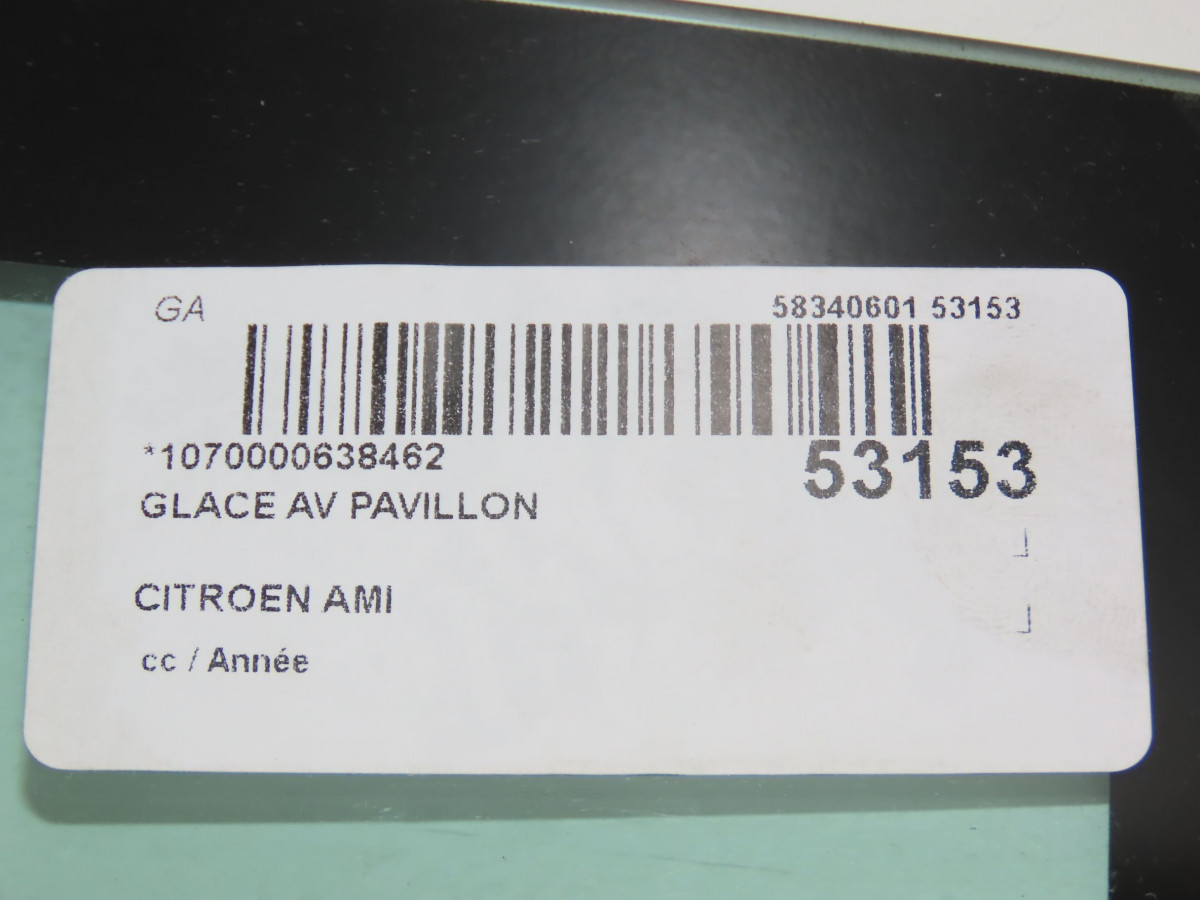 GA
58340601 53153
*1070000638462
53153
GLACE AV PAVILLON
CITROEN AMI
cc / Année